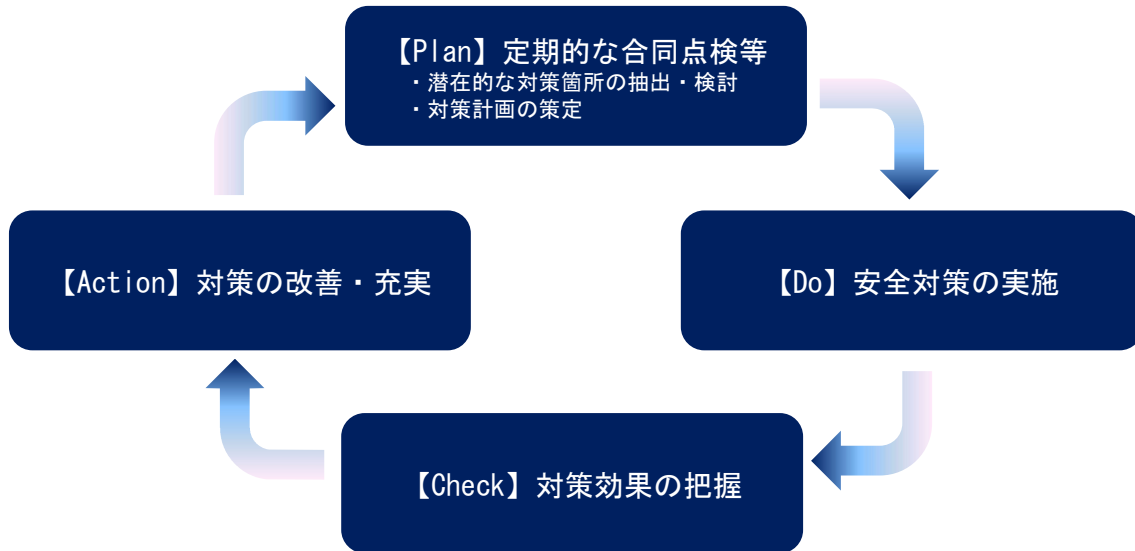 【Plan】定期的な合同点検等
・潜在的な対策箇所の抽出・検討
・対策計画の策定
【Do】安全対策の実施
【Check】対策効果の把握
【Action】対策の改善・充実